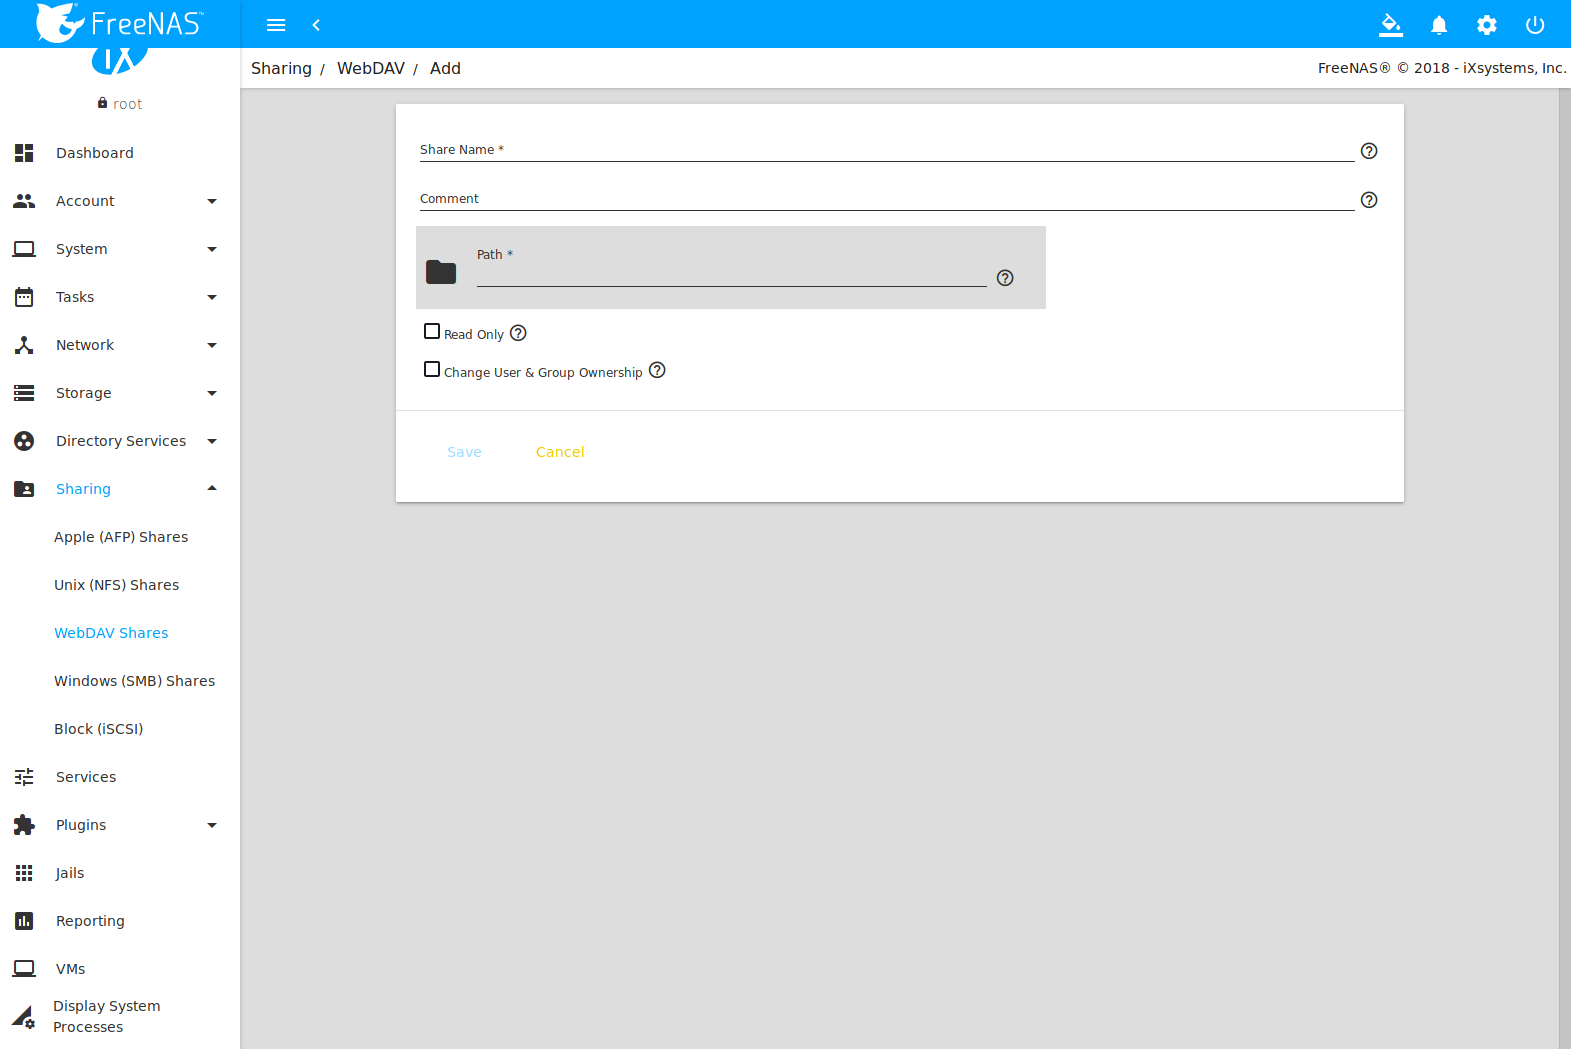 FreeNAS™
Sharing / WebDAV / Add
FreeNAS® © 2018 - iXsystems, Inc.
iX
root
Dashboard
Account
System
Tasks
Network
Storage
Directory Services
Sharing
Apple (AFP) Shares
Unix (NFS) Shares
WebDAV Shares
Windows (SMB) Shares
Block (iSCSI)
Services
Plugins
Jails
Reporting
VMs
Display System
Processes
Share Name *
Comment
Path *
Read Only
Change User & Group Ownership
Save
Cancel